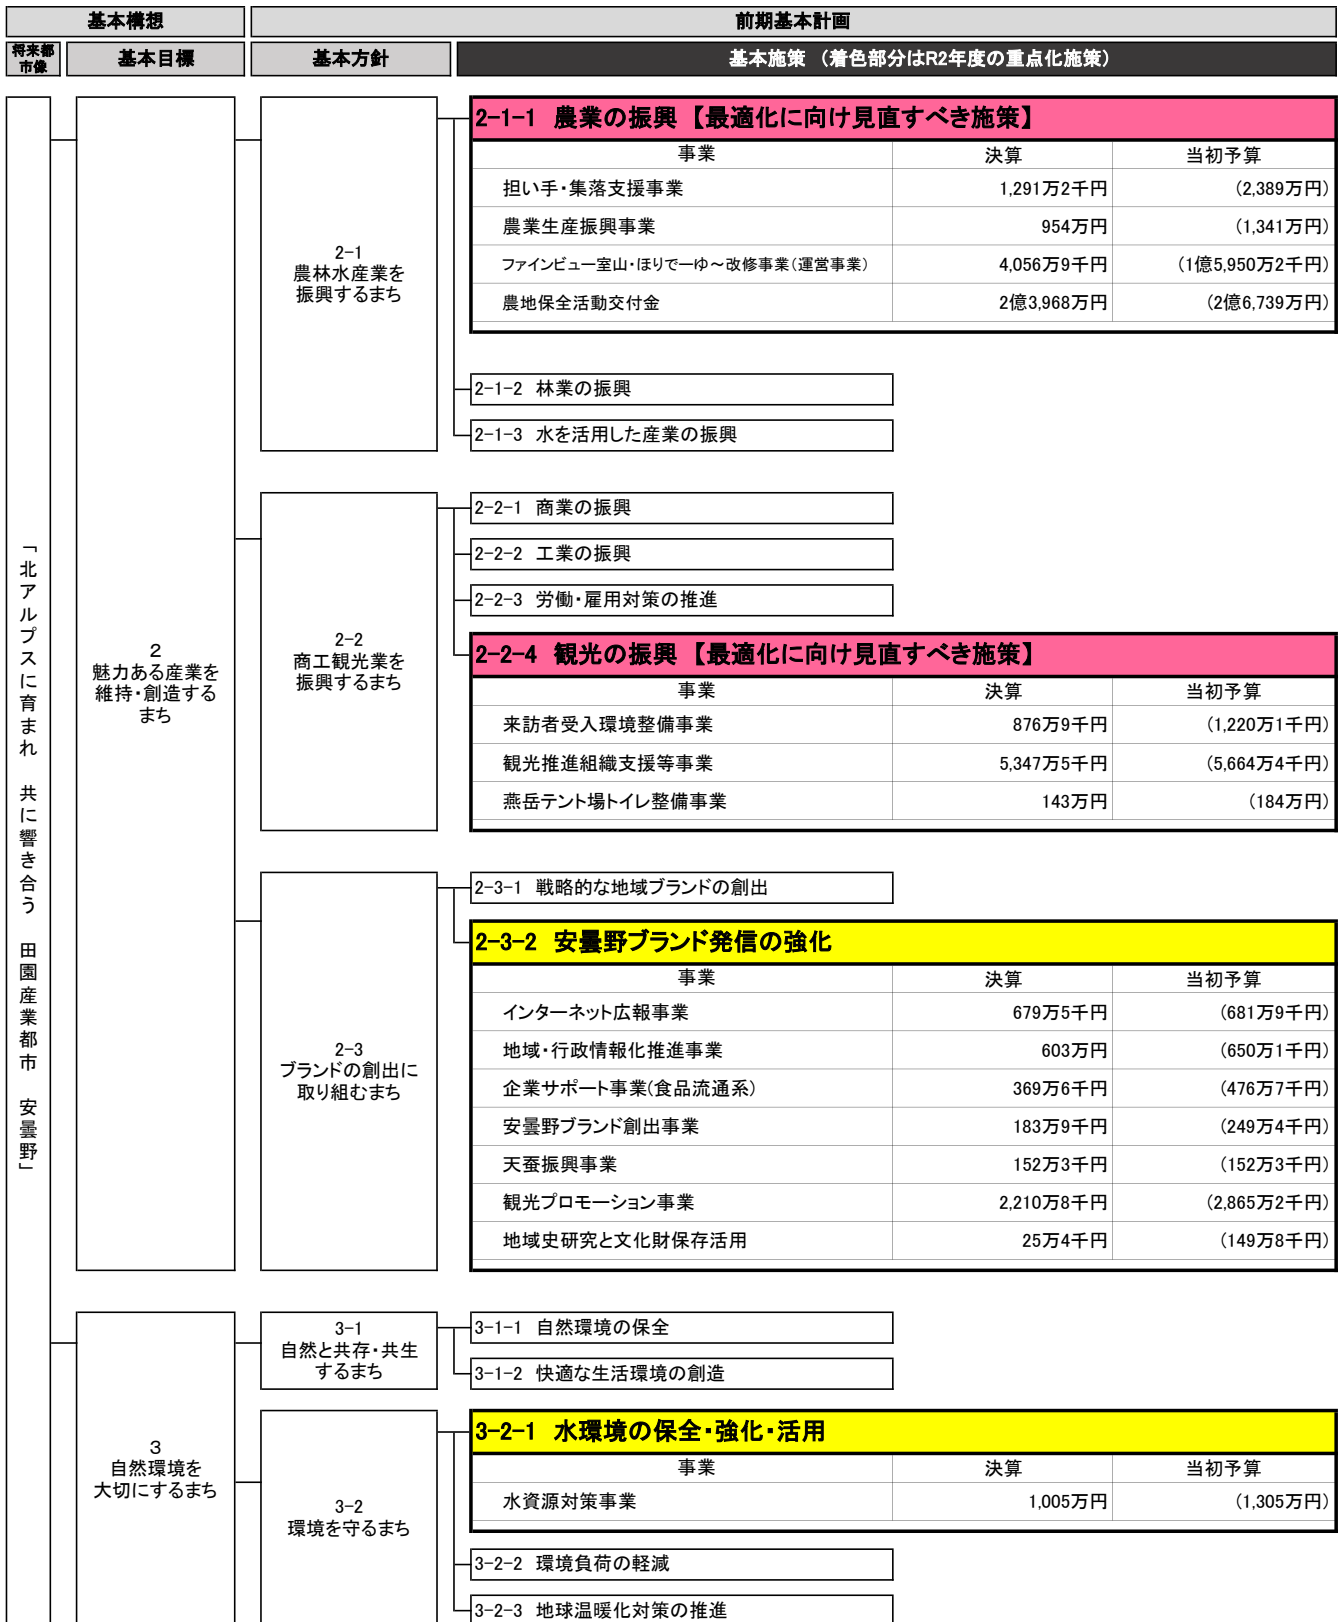 基本構想
前期基本計画
将来都
市像
基本目標
基本方針
基本施策 （着色部分はR2年度の重点化施策）
「北アルプスに育まれ 共に響き合う 田園産業都市 安曇野」
2
魅力ある産業を
維持・創造する
まち
2-1
農林水産業を
振興するまち
2-1-1 農業の振興 【最適化に向け見直すべき施策】
事業 決算 当初予算
担い手・集落支援事業 1,291万2千円 (2,389万円)
農業生産振興事業 954万円 (1,341万円)
ファインビュー室山・ほりでーゆ～改修事業(運営事業) 4,056万9千円 (1億5,950万2千円)
農地保全活動交付金 2億3,968万円 (2億6,739万円)
2-1-2 林業の振興
2-1-3 水を活用した産業の振興
2-2
商工観光業を
振興するまち
2-2-1 商業の振興
2-2-2 工業の振興
2-2-3 労働・雇用対策の推進
2-2-4 観光の振興 【最適化に向け見直すべき施策】
事業 決算 当初予算
来訪者受入環境整備事業 876万9千円 (1,220万1千円)
観光推進組織支援等事業 5,347万5千円 (5,664万4千円)
燕岳テント場トイレ整備事業 143万円 (184万円)
2-3
ブランドの創出に
取り組むまち
2-3-1 戦略的な地域ブランドの創出
2-3-2 安曇野ブランド発信の強化
事業 決算 当初予算
インターネット広報事業 679万5千円 (681万9千円)
地域・行政情報化推進事業 603万円 (650万1千円)
企業サポート事業(食品流通系) 369万6千円 (476万7千円)
安曇野ブランド創出事業 183万9千円 (249万4千円)
天蚕振興事業 152万3千円 (152万3千円)
観光プロモーション事業 2,210万8千円 (2,865万2千円)
地域史研究と文化財保存活用 25万4千円 (149万8千円)
3
自然環境を
大切にするまち
3-1
自然と共存・共生
するまち
3-1-1 自然環境の保全
3-1-2 快適な生活環境の創造
3-2
環境を守るまち
3-2-1 水環境の保全・強化・活用
事業 決算 当初予算
水資源対策事業 1,005万円 (1,305万円)
3-2-2 環境負荷の軽減
3-2-3 地球温暖化対策の推進